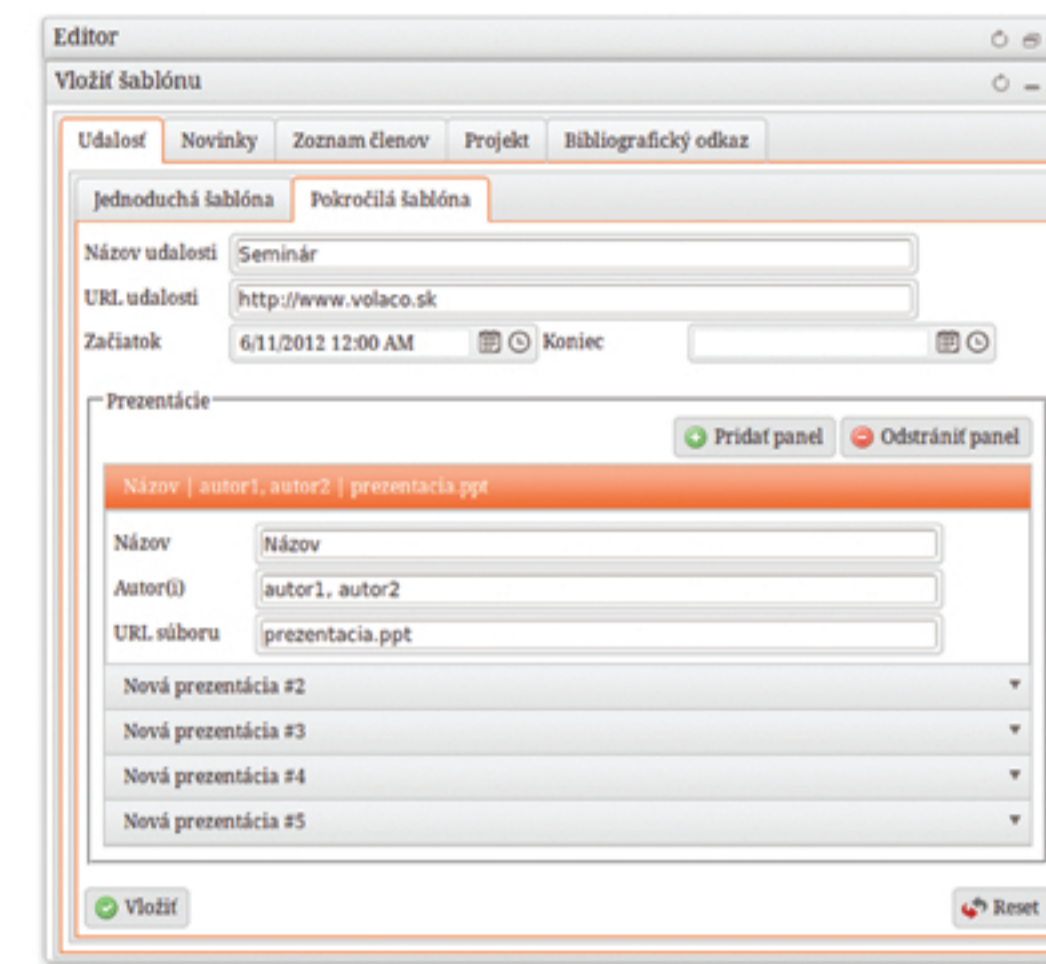 Editor
Vložiť šablónu
Udalosť Novinky Zoznam členov Projekt Bibliografický odkaz
Jednoduchá šablóna Pokročilá šablóna
Názov udalosti Seminár
URL udalosti http://www.volaco.sk
Začiatok 6/11/2012 12:00 AM Koniec
Prezentácie
Pridať panel Odstrániť panel
Názov | autor1, autor2 | prezentacia.ppt
Názov Názov
Autor(i) autor1, autor2
URL súboru prezentacia.ppt
Nová prezentácia #2
Nová prezentácia #3
Nová prezentácia #4
Nová prezentácia #5
Vložiť Reset